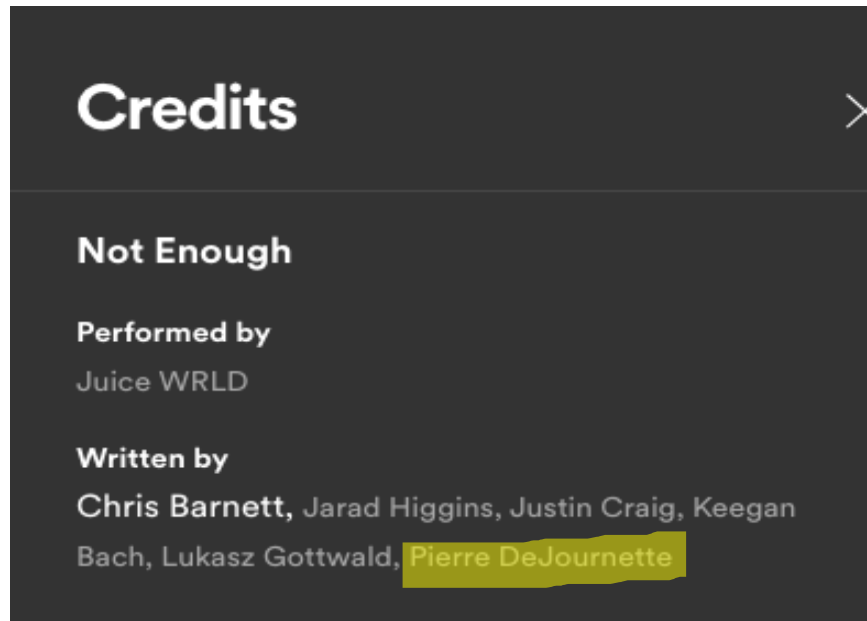 Credits
Not Enough
Performed by
Juice WRLD
Written by
Chris Barnett, Jarad Higgins, Justin Craig, Keegan
Bach, Lukasz Gottwald, Pierre DeJournette